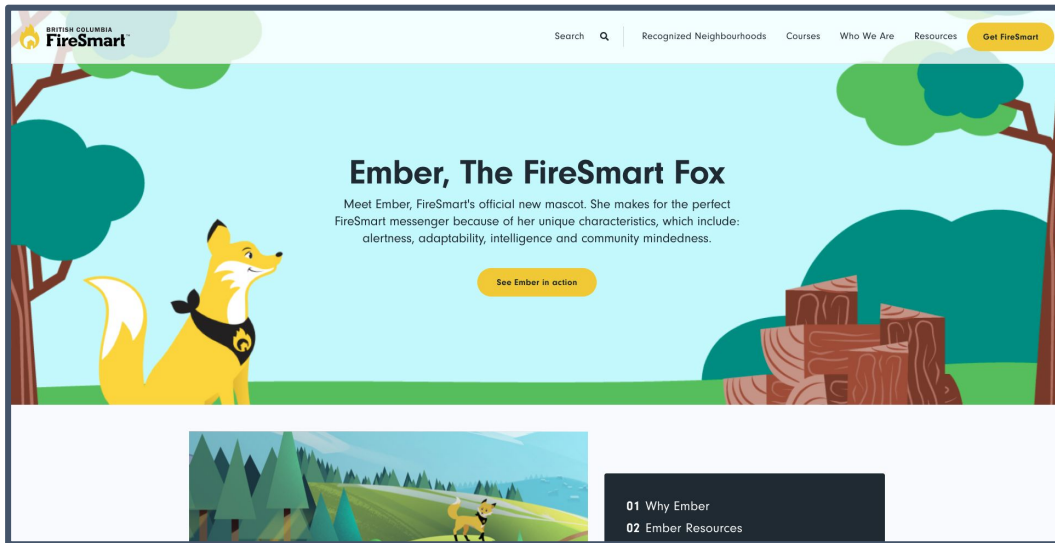 BRITISH COLUMBIA
FireSmart™
Search
Recognized Neighbourhoods
Courses
Who We Are
Resources
Get FireSmart
Ember, The FireSmart Fox
Meet Ember, FireSmart's official new mascot. She makes for the perfect
FireSmart messenger because of her unique characteristics, which include:
alertness, adaptability, intelligence and community mindedness.
See Ember in action
01 Why Ember
02 Ember Resources